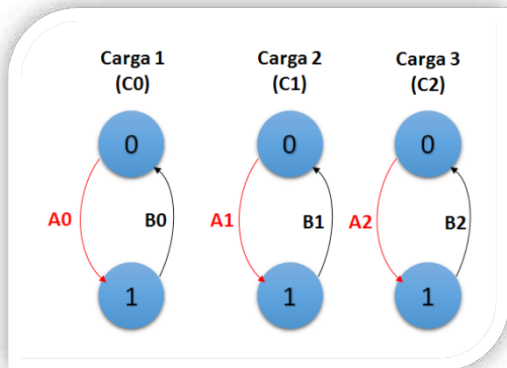 Carga 1 Carga 2 Carga 3
(C0) (C1) (C2)
0 0 0
A0 B0 A1 B1 A2 B2
1 1 1